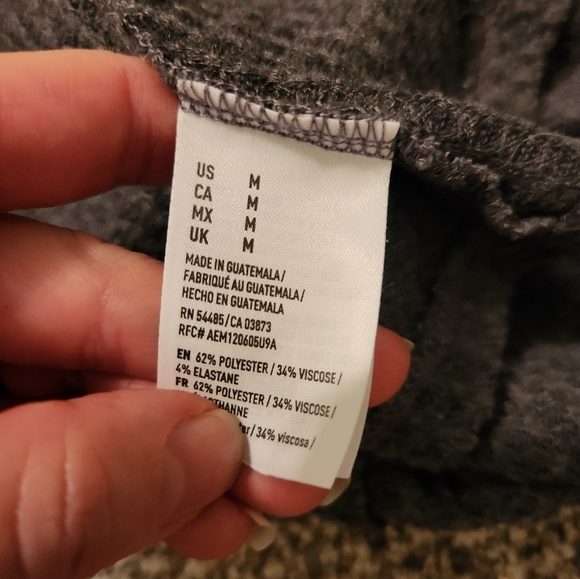 US M
CA M
MX M
UK M
MADE IN GUATEMALA/
FABRIQUÉ AU GUATEMALA/
HECHO EN GUATEMALA
RN 54485/CA 03873
RFC# AEM120605U9A
EN 62% POLYESTER / 34% VISCOSE /
4% ELASTANE
FR 62% POLYESTER / 34% VISCOSE /
/ 34% viscosa /